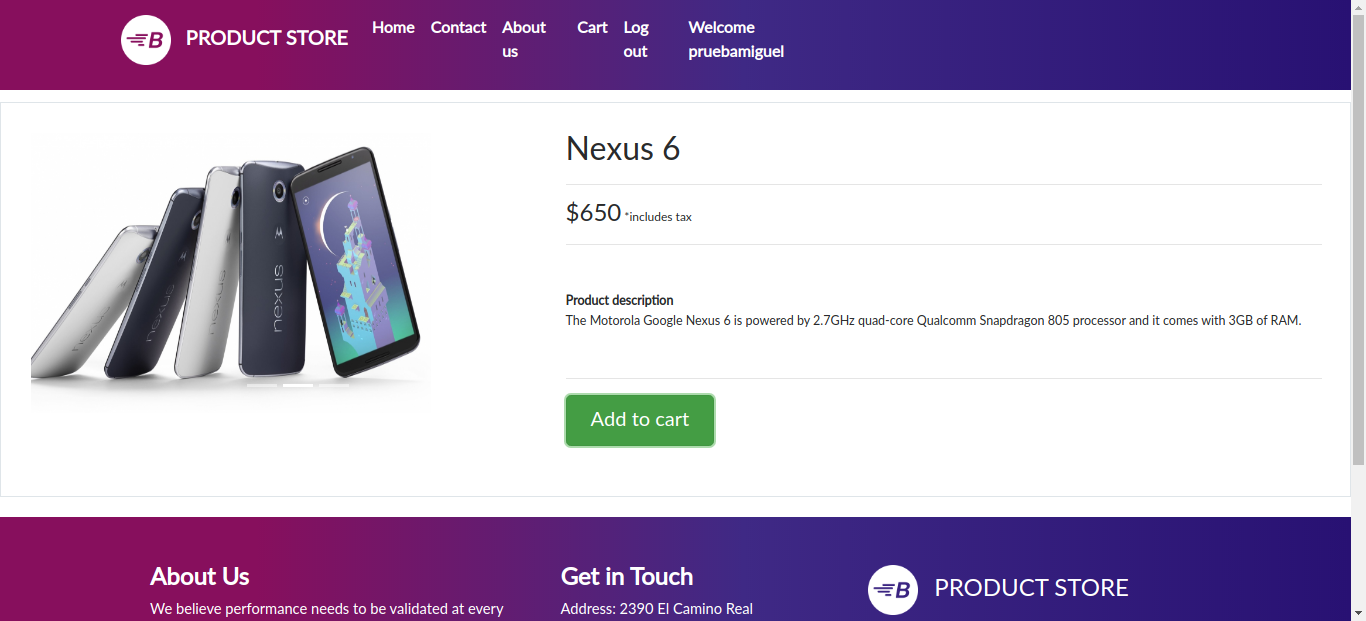 B PRODUCT STORE
Home
Contact
About us
Cart
Log out
Welcome pruebamiguel
nexus
nexus
nexus
nexus
Nexus 6
$650 *includes tax
Product description
The Motorola Google Nexus 6 is powered by 2.7GHz quad-core Qualcomm Snapdragon 805 processor and it comes with 3GB of RAM.
Add to cart
About Us
We believe performance needs to be validated at every
Get in Touch
Address: 2390 El Camino Real
B PRODUCT STORE